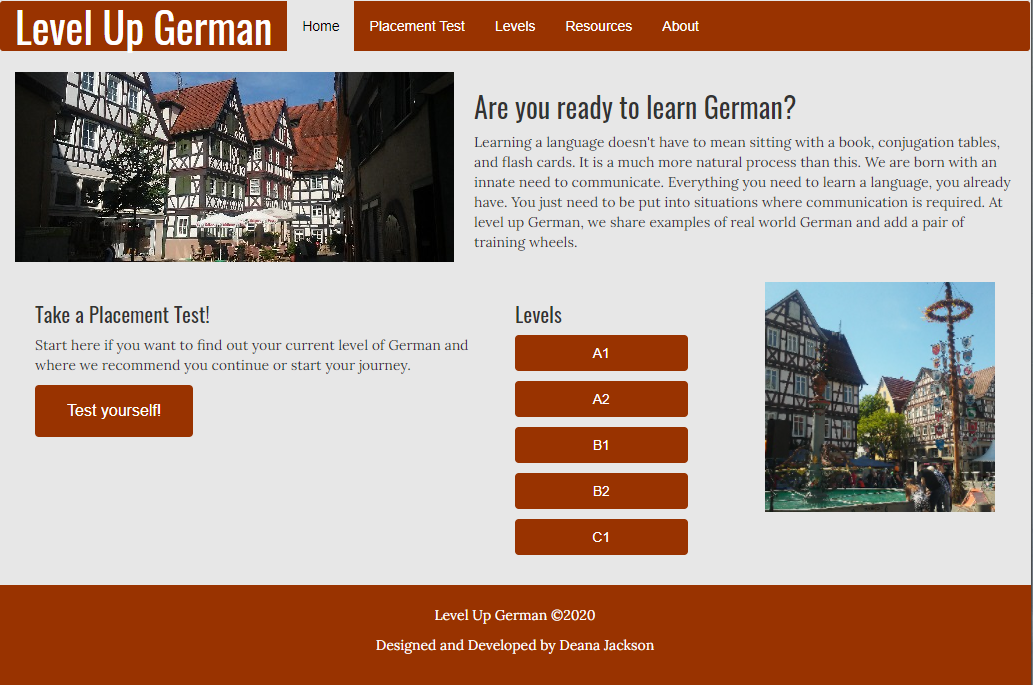 Level Up German
Home
Placement Test
Levels
Resources
About
Are you ready to learn German?
Learning a language doesn't have to mean sitting with a book, conjugation tables,
and flash cards. It is a much more natural process than this. We are born with an
innate need to communicate. Everything you need to learn a language, you already
have. You just need to be put into situations where communication is required. At
level up German, we share examples of real world German and add a pair of
training wheels.
Take a Placement Test!
Start here if you want to find out your current level of German and
where we recommend you continue or start your journey.
Test yourself!
Levels
A1
A2
B1
B2
C1
Level Up German ©2020
Designed and Developed by Deana Jackson